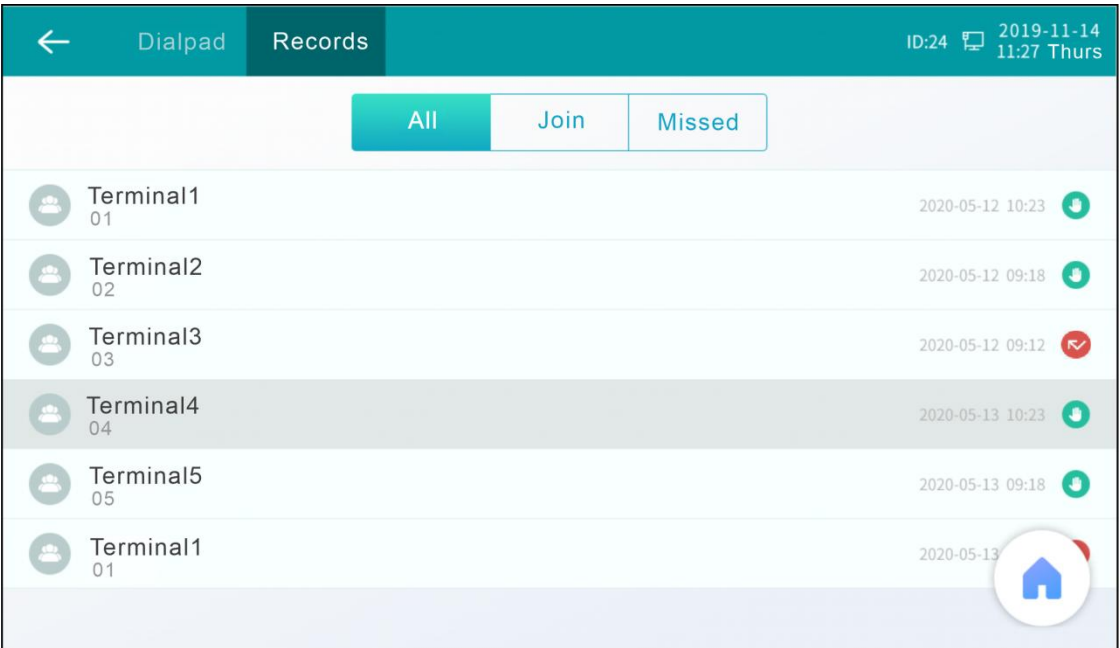 Dialpad
Records
ID:24
2019-11-14
11:27 Thurs
All
Join
Missed
Terminal1
01
2020-05-12 10:23
Terminal2
02
2020-05-12 09:18
Terminal3
03
2020-05-12 09:12
Terminal4
04
2020-05-13 10:23
Terminal5
05
2020-05-13 09:18
Terminal1
01
2020-05-13